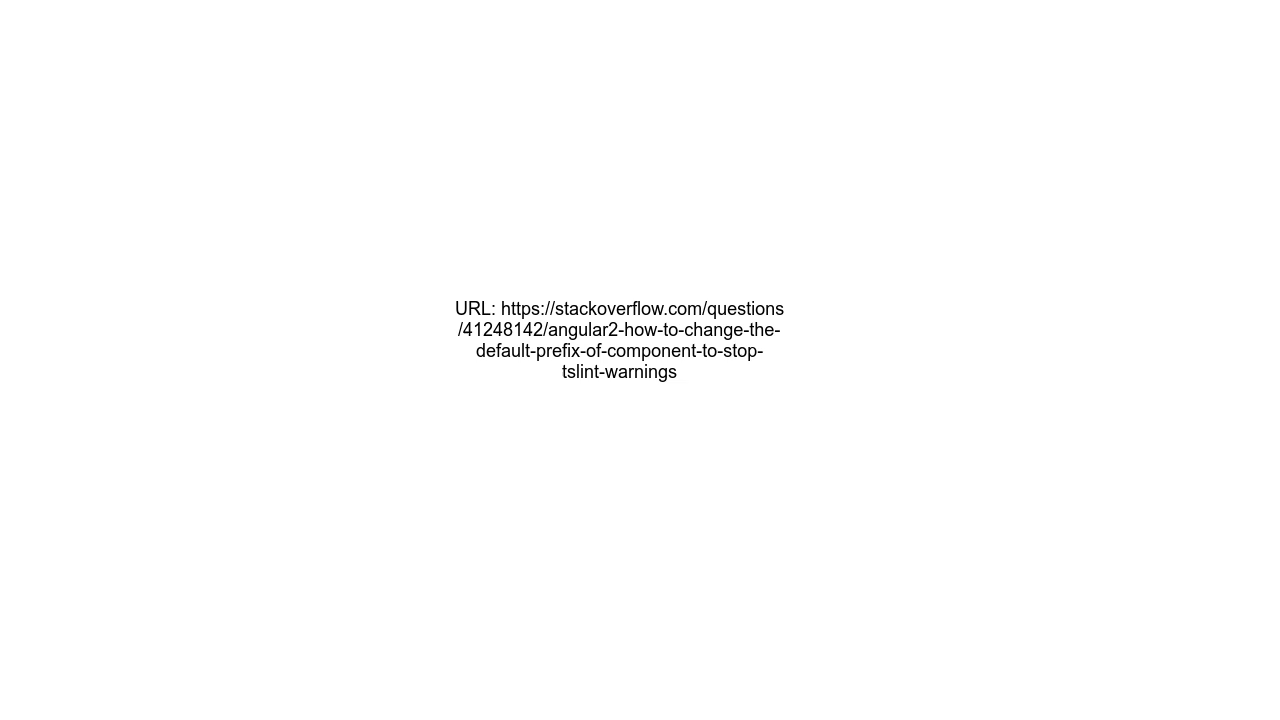 URL: https://stackoverflow.com/questions
/41248142/angular2-how-to-change-the-
default-prefix-of-component-to-stop-
tslint-warnings